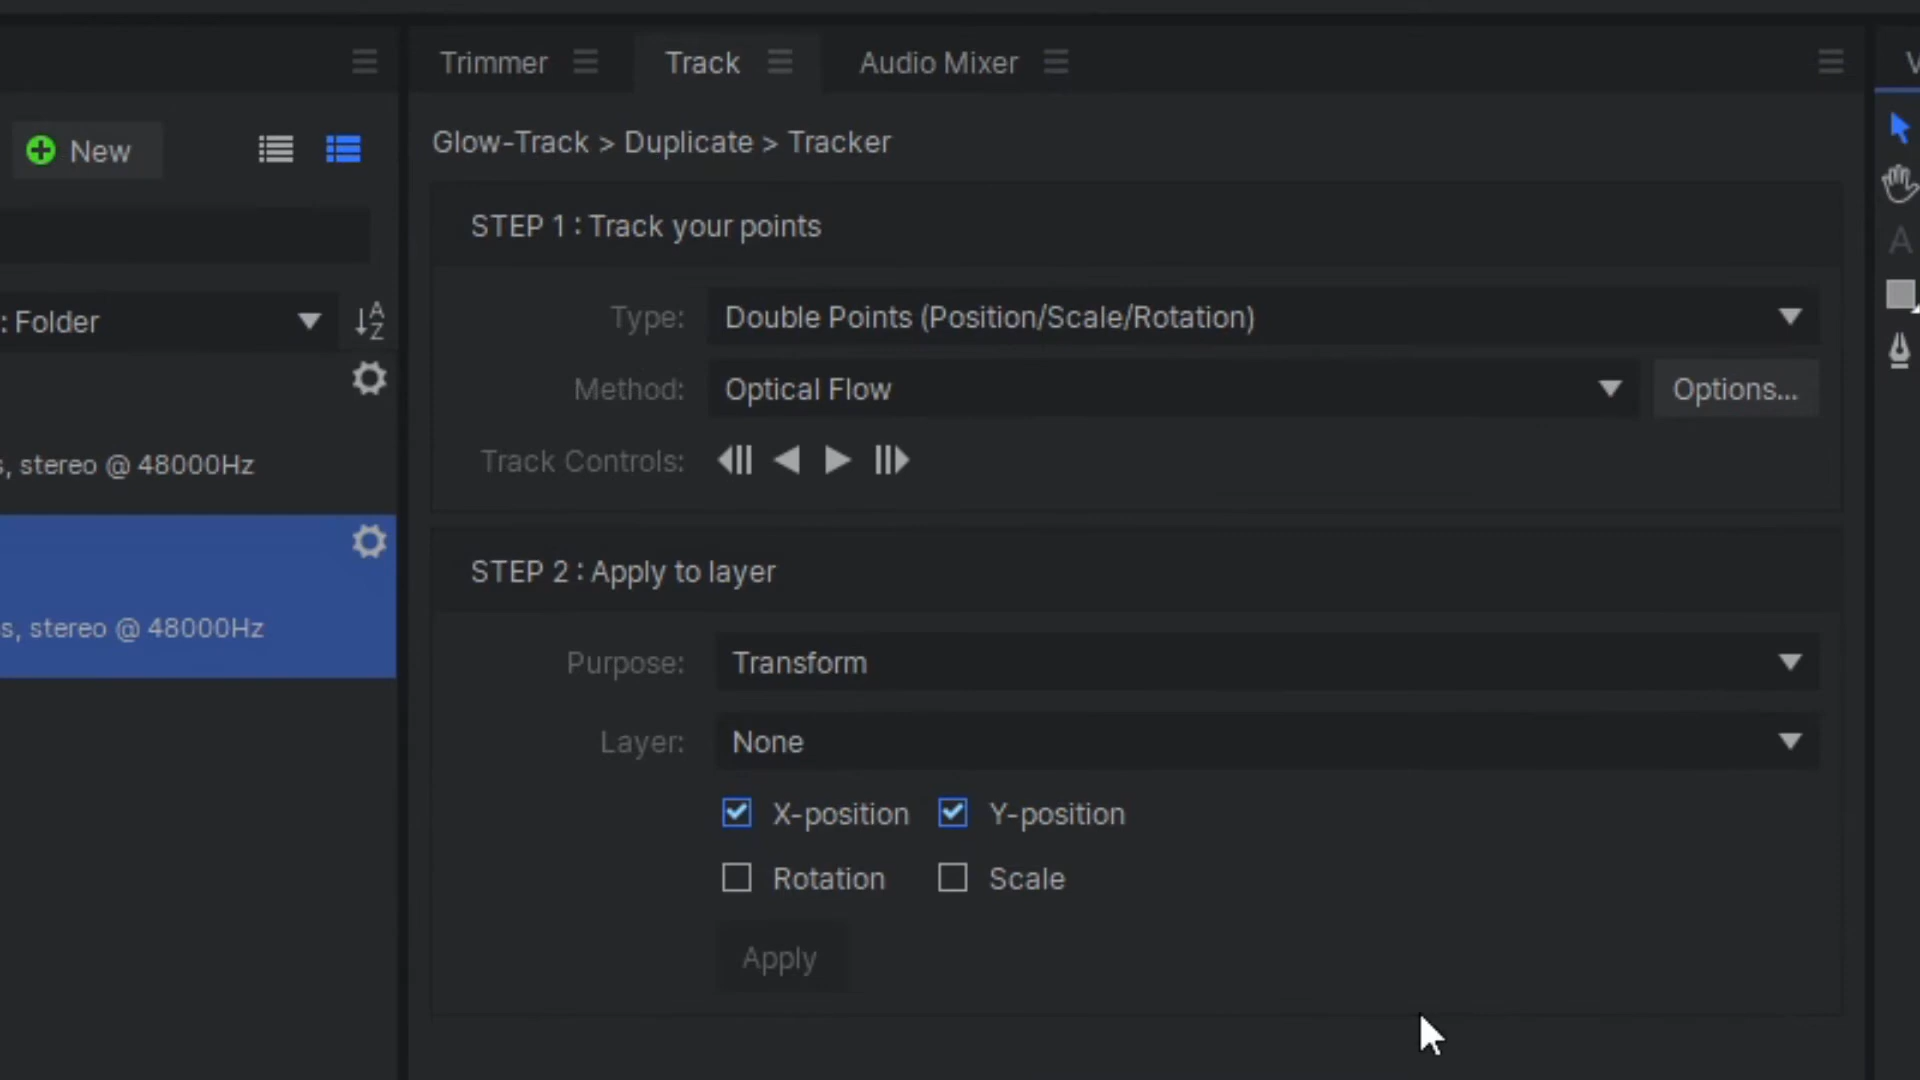 Trimmer
Track
Audio Mixer
New
Glow-Track > Duplicate > Tracker
STEP 1 : Track your points
: Folder
A
Z
Type: Double Points (Position/Scale/Rotation)
Method: Optical Flow
Options...
s, stereo @ 48000Hz
Track Controls:
STEP 2 : Apply to layer
s, stereo @ 48000Hz
Purpose: Transform
Layer: None
X-position
Y-position
Rotation
Scale
Apply
A